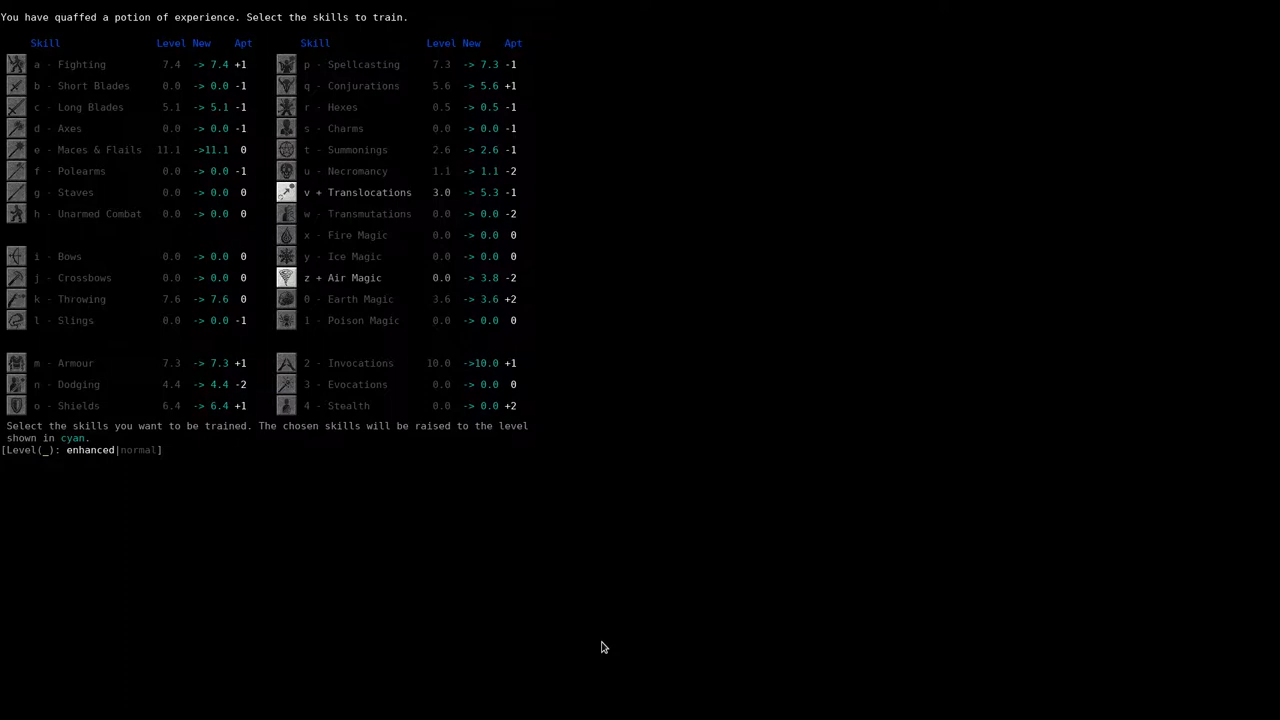 You have quaffed a potion of experience. Select the skills to train.
Skill Level New Apt Skill Level New Apt
a - Fighting 7.4 -> 7.4 +1 p - Spellcasting 7.3 -> 7.3 -1
b - Short Blades 0.0 -> 0.0 -1 q - Conjurations 5.6 -> 5.6 +1
c - Long Blades 5.1 -> 5.1 -1 r - Hexes 0.5 -> 0.5 -1
d - Axes 0.0 -> 0.0 -1 s - Charms 0.0 -> 0.0 -1
e - Maces & Flails 11.1 ->11.1 0 t - Summonings 2.6 -> 2.6 -1
f - Polearms 0.0 -> 0.0 -1 u - Necromancy 1.1 -> 1.1 -2
g - Staves 0.0 -> 0.0 0 v + Translocations 3.0 -> 5.3 -1
h - Unarmed Combat 0.0 -> 0.0 0 w - Transmutations 0.0 -> 0.0 -2
x - Fire Magic 0.0 -> 0.0 0
i - Bows 0.0 -> 0.0 0 y - Ice Magic 0.0 -> 0.0 0
j - Crossbows 0.0 -> 0.0 0 z + Air Magic 0.0 -> 3.8 -2
k - Throwing 7.6 -> 7.6 0 0 - Earth Magic 3.6 -> 3.6 +2
l - Slings 0.0 -> 0.0 -1 1 - Poison Magic 0.0 -> 0.0 0
m - Armour 7.3 -> 7.3 +1 2 - Invocations 10.0 ->10.0 +1
n - Dodging 4.4 -> 4.4 -2 3 - Evocations 0.0 -> 0.0 0
o - Shields 6.4 -> 6.4 +1 4 - Stealth 0.0 -> 0.0 +2
Select the skills you want to be trained. The chosen skills will be raised to the level
shown in cyan.
[Level(_): enhanced|normal]